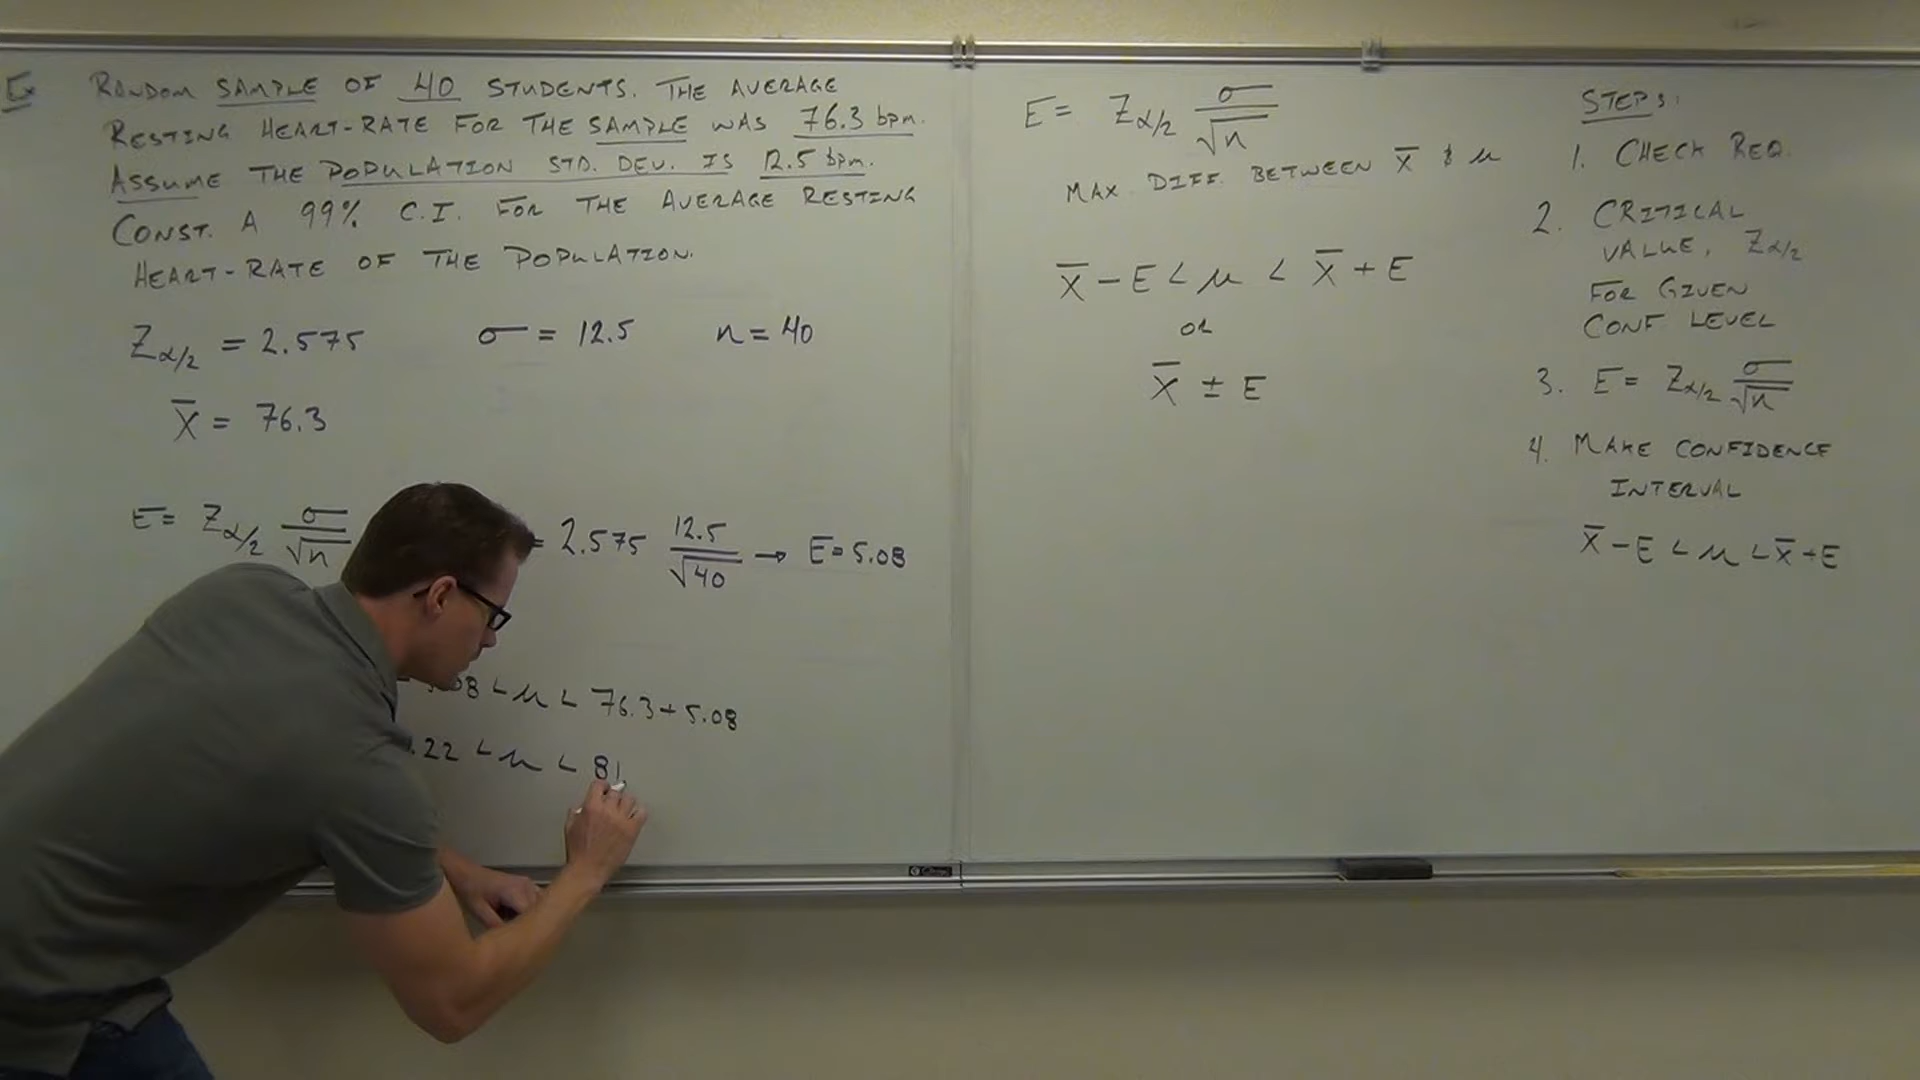 Ex RANDOM SAMPLE OF 40 STUDENTS. THE AVERAGE
RESTING HEART-RATE FOR THE SAMPLE WAS 76.3 bpm.
ASSUME THE POPULATION STD. DEV. IS 12.5 bpm.
CONST. A 99% C.I. FOR THE AVERAGE RESTING
HEART-RATE OF THE POPULATION.
Zα/2 = 2.575 σ = 12.5 n = 40
x̄ = 76.3
E = Zα/2 σ/√n = 2.575 12.5/√40 → E = 5.08
08 < μ < 76.3 + 5.08
.22 < μ < 81.
E = Zα/2 σ/√n
MAX. DIFF. BETWEEN x̄ & μ
x̄ - E < μ < x̄ + E
OR
x̄ ± E
STEPS:
1. CHECK REQ.
2. CRITICAL
VALUE, Zα/2
FOR GIVEN
CONF LEVEL
3. E = Zα/2 σ/√n
4. MAKE CONFIDENCE
INTERVAL
x̄ - E < μ < x̄ + E